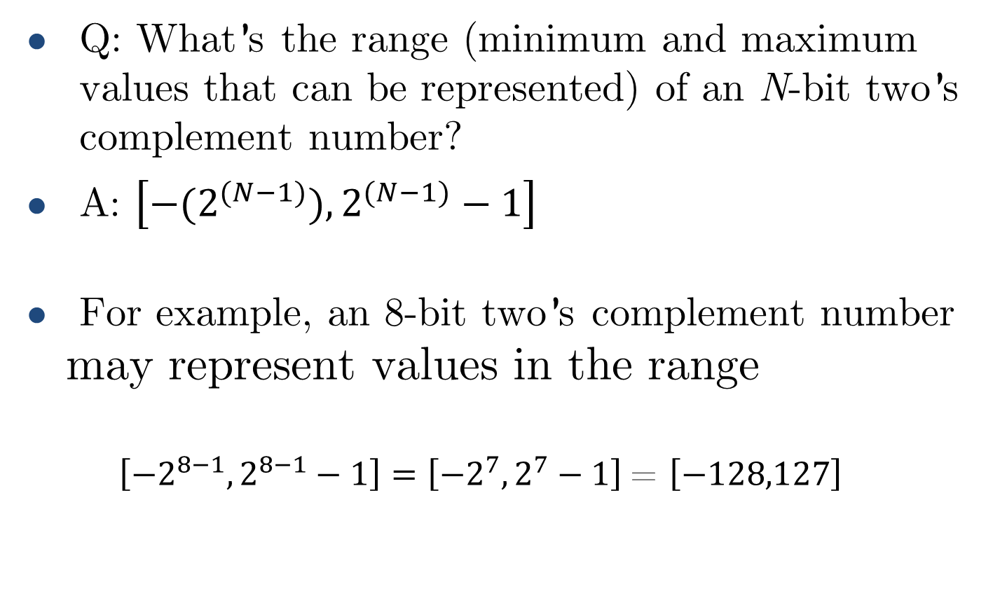 • Q: What's the range (minimum and maximum
values that can be represented) of an N-bit two's
complement number?
• A: [−(2^(N−1)), 2^(N−1) − 1]
• For example, an 8-bit two's complement number
may represent values in the range
[−2^8−1, 2^8−1 − 1] = [−2^7, 2^7 − 1] = [−128,127]